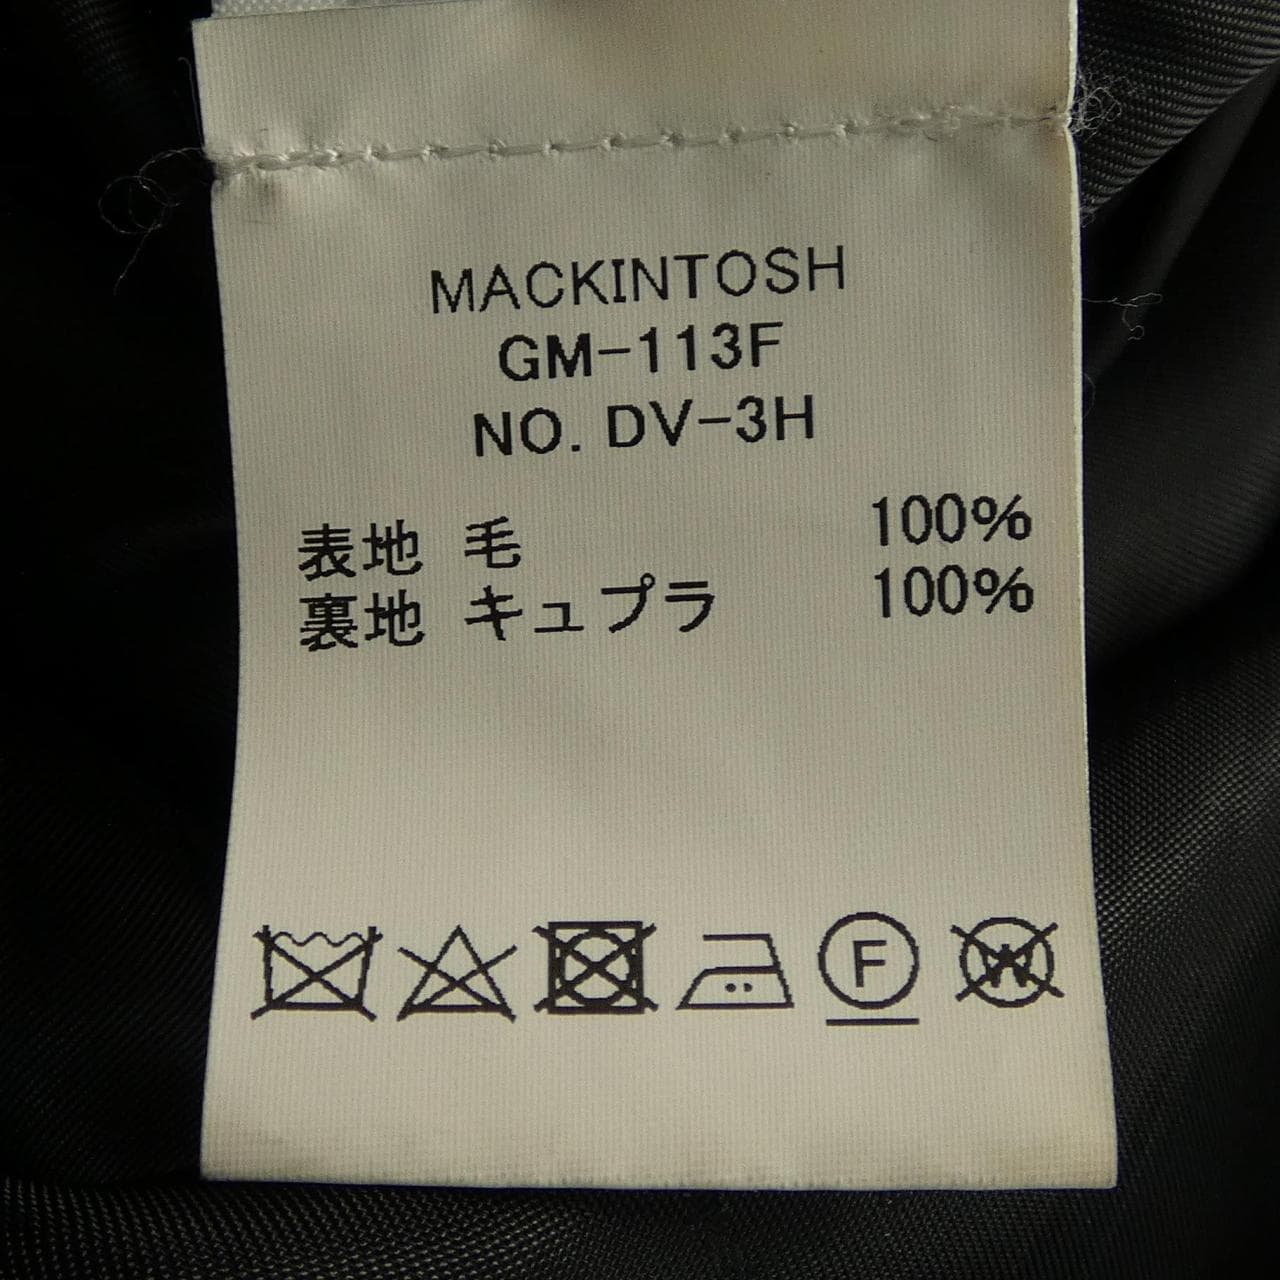 MACKINTOSH
GM-113F
NO. DV-3H
表地 毛 100%
裏地 キュプラ 100%
F W